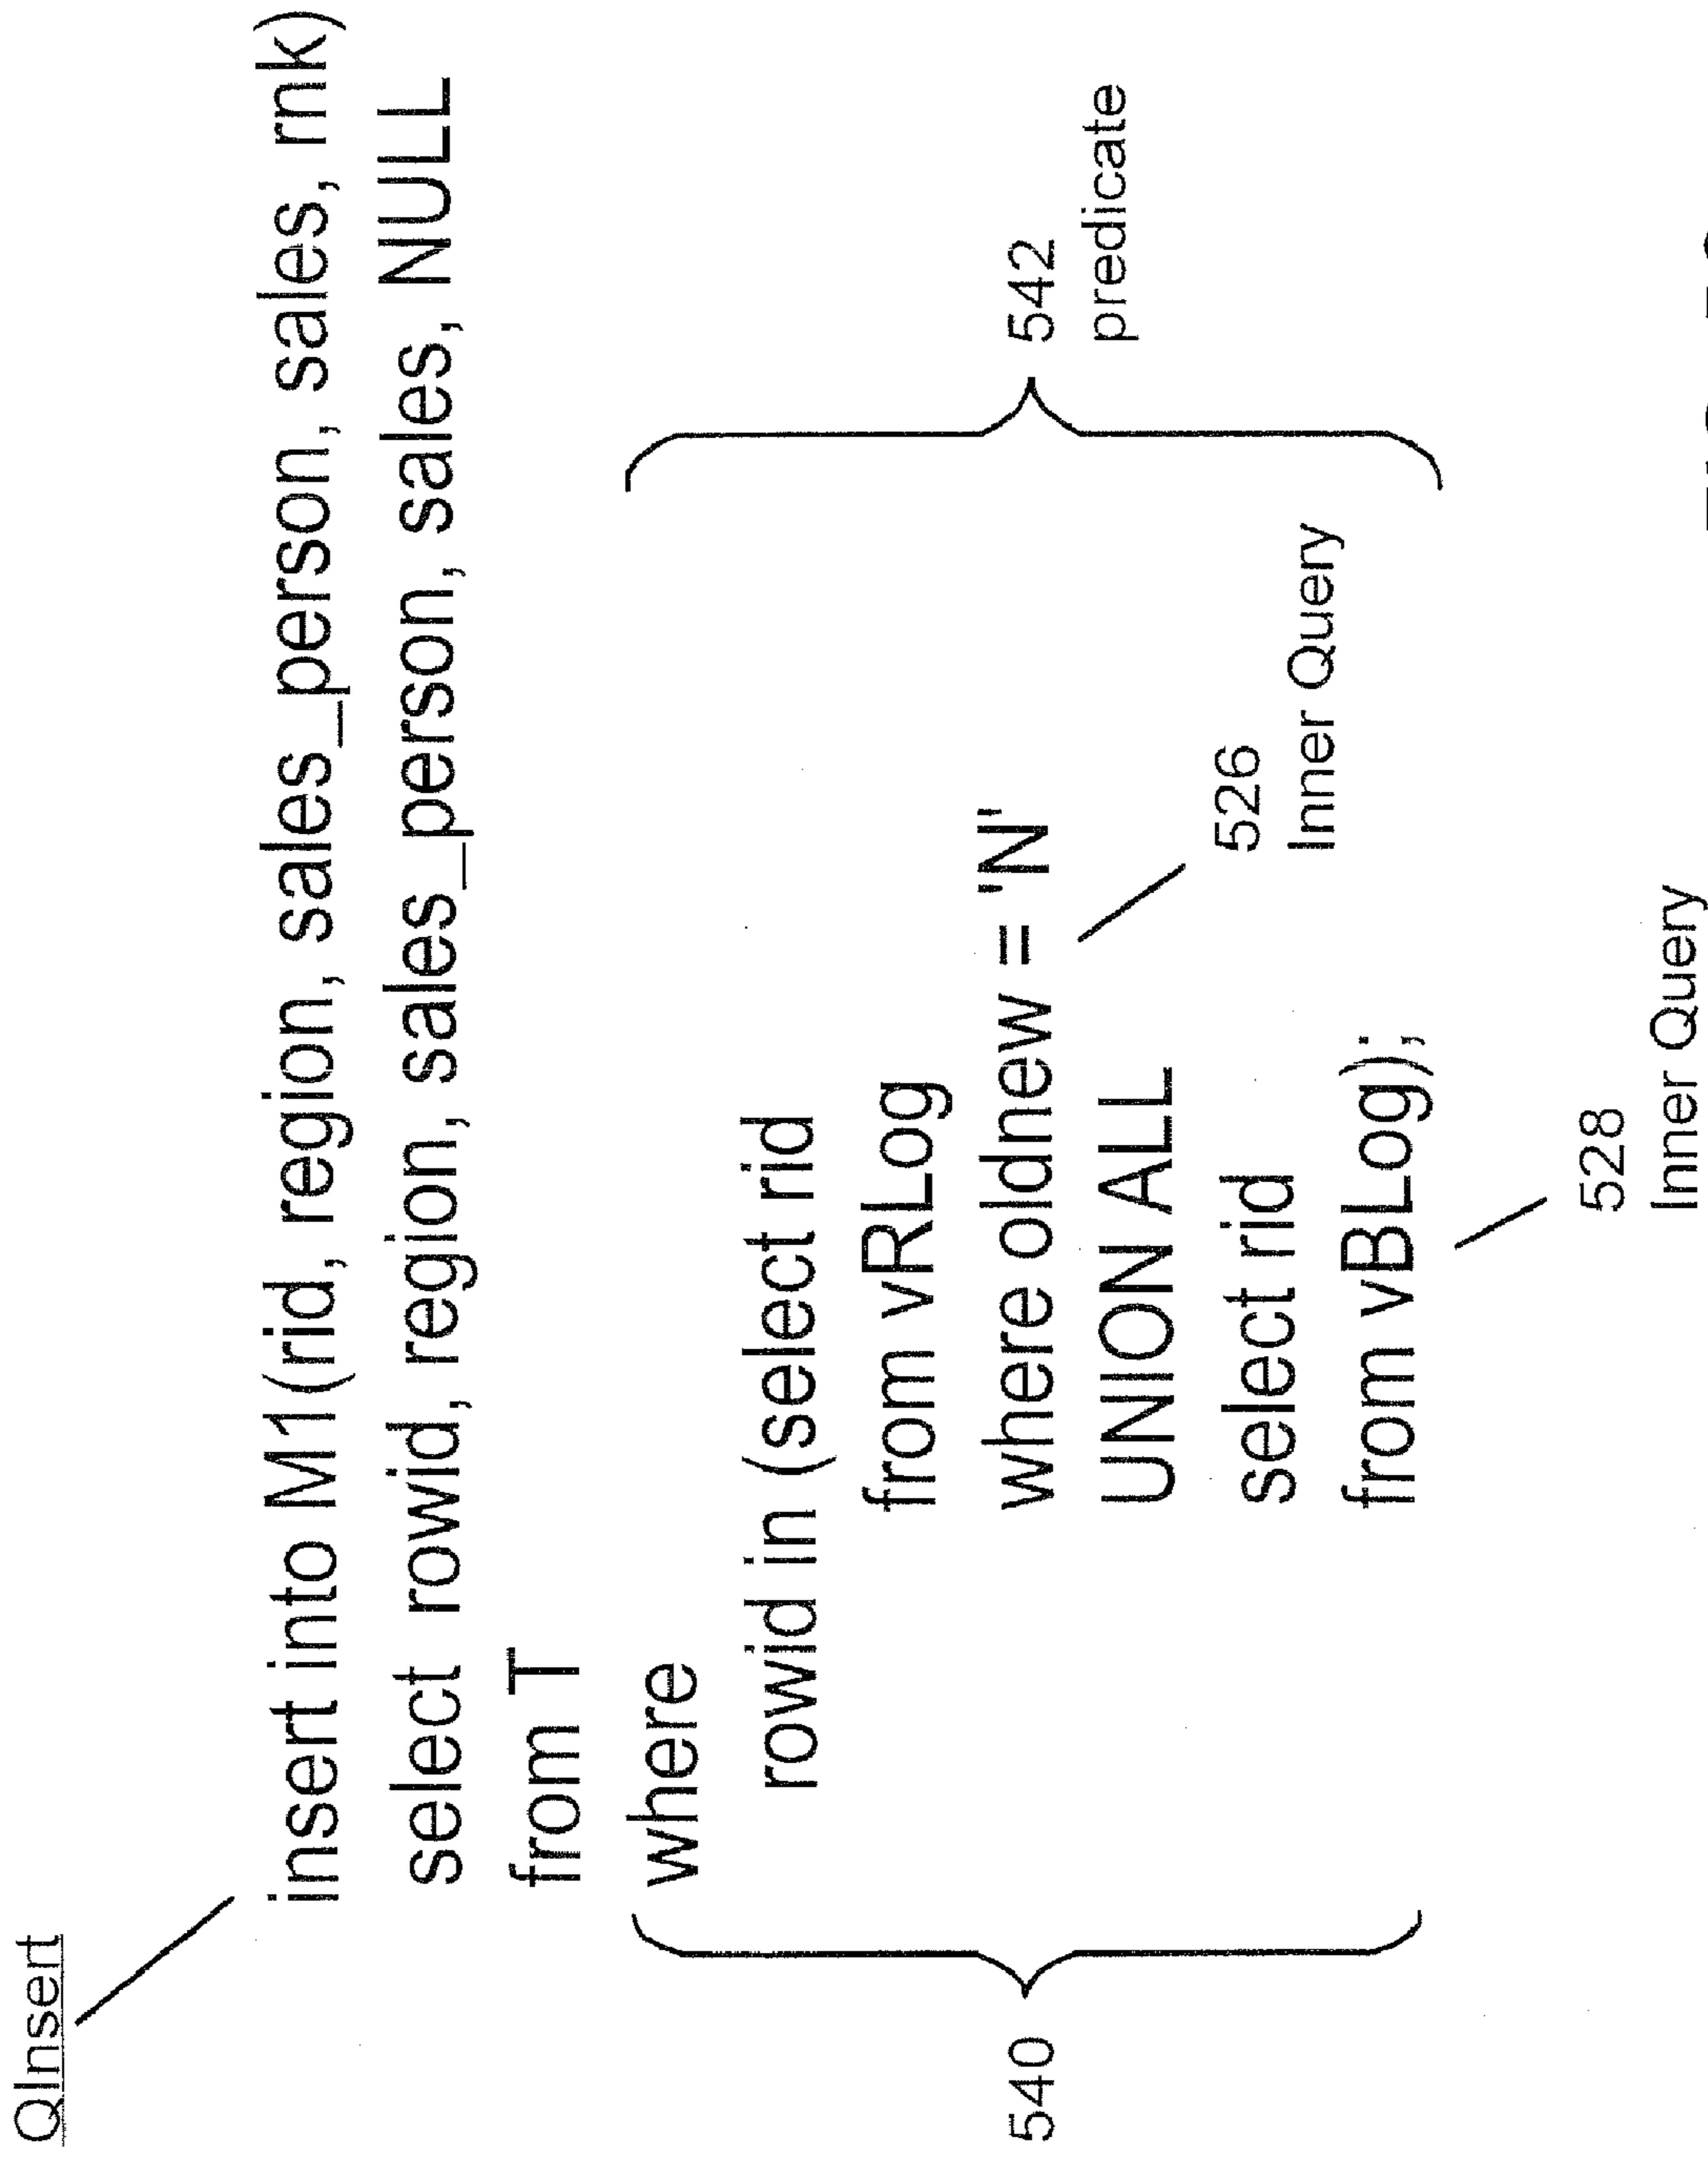 QInsert
insert into M1(rid, region, sales_person, sales, rnk)
select rowid, region, sales_person, sales, NULL
from T
where
rowid in (select rid
from vRLog
where oldnew = 'N'
UNION ALL
select rid
from vBLog);
540
542
predicate
526
Inner Query
528
Inner Query